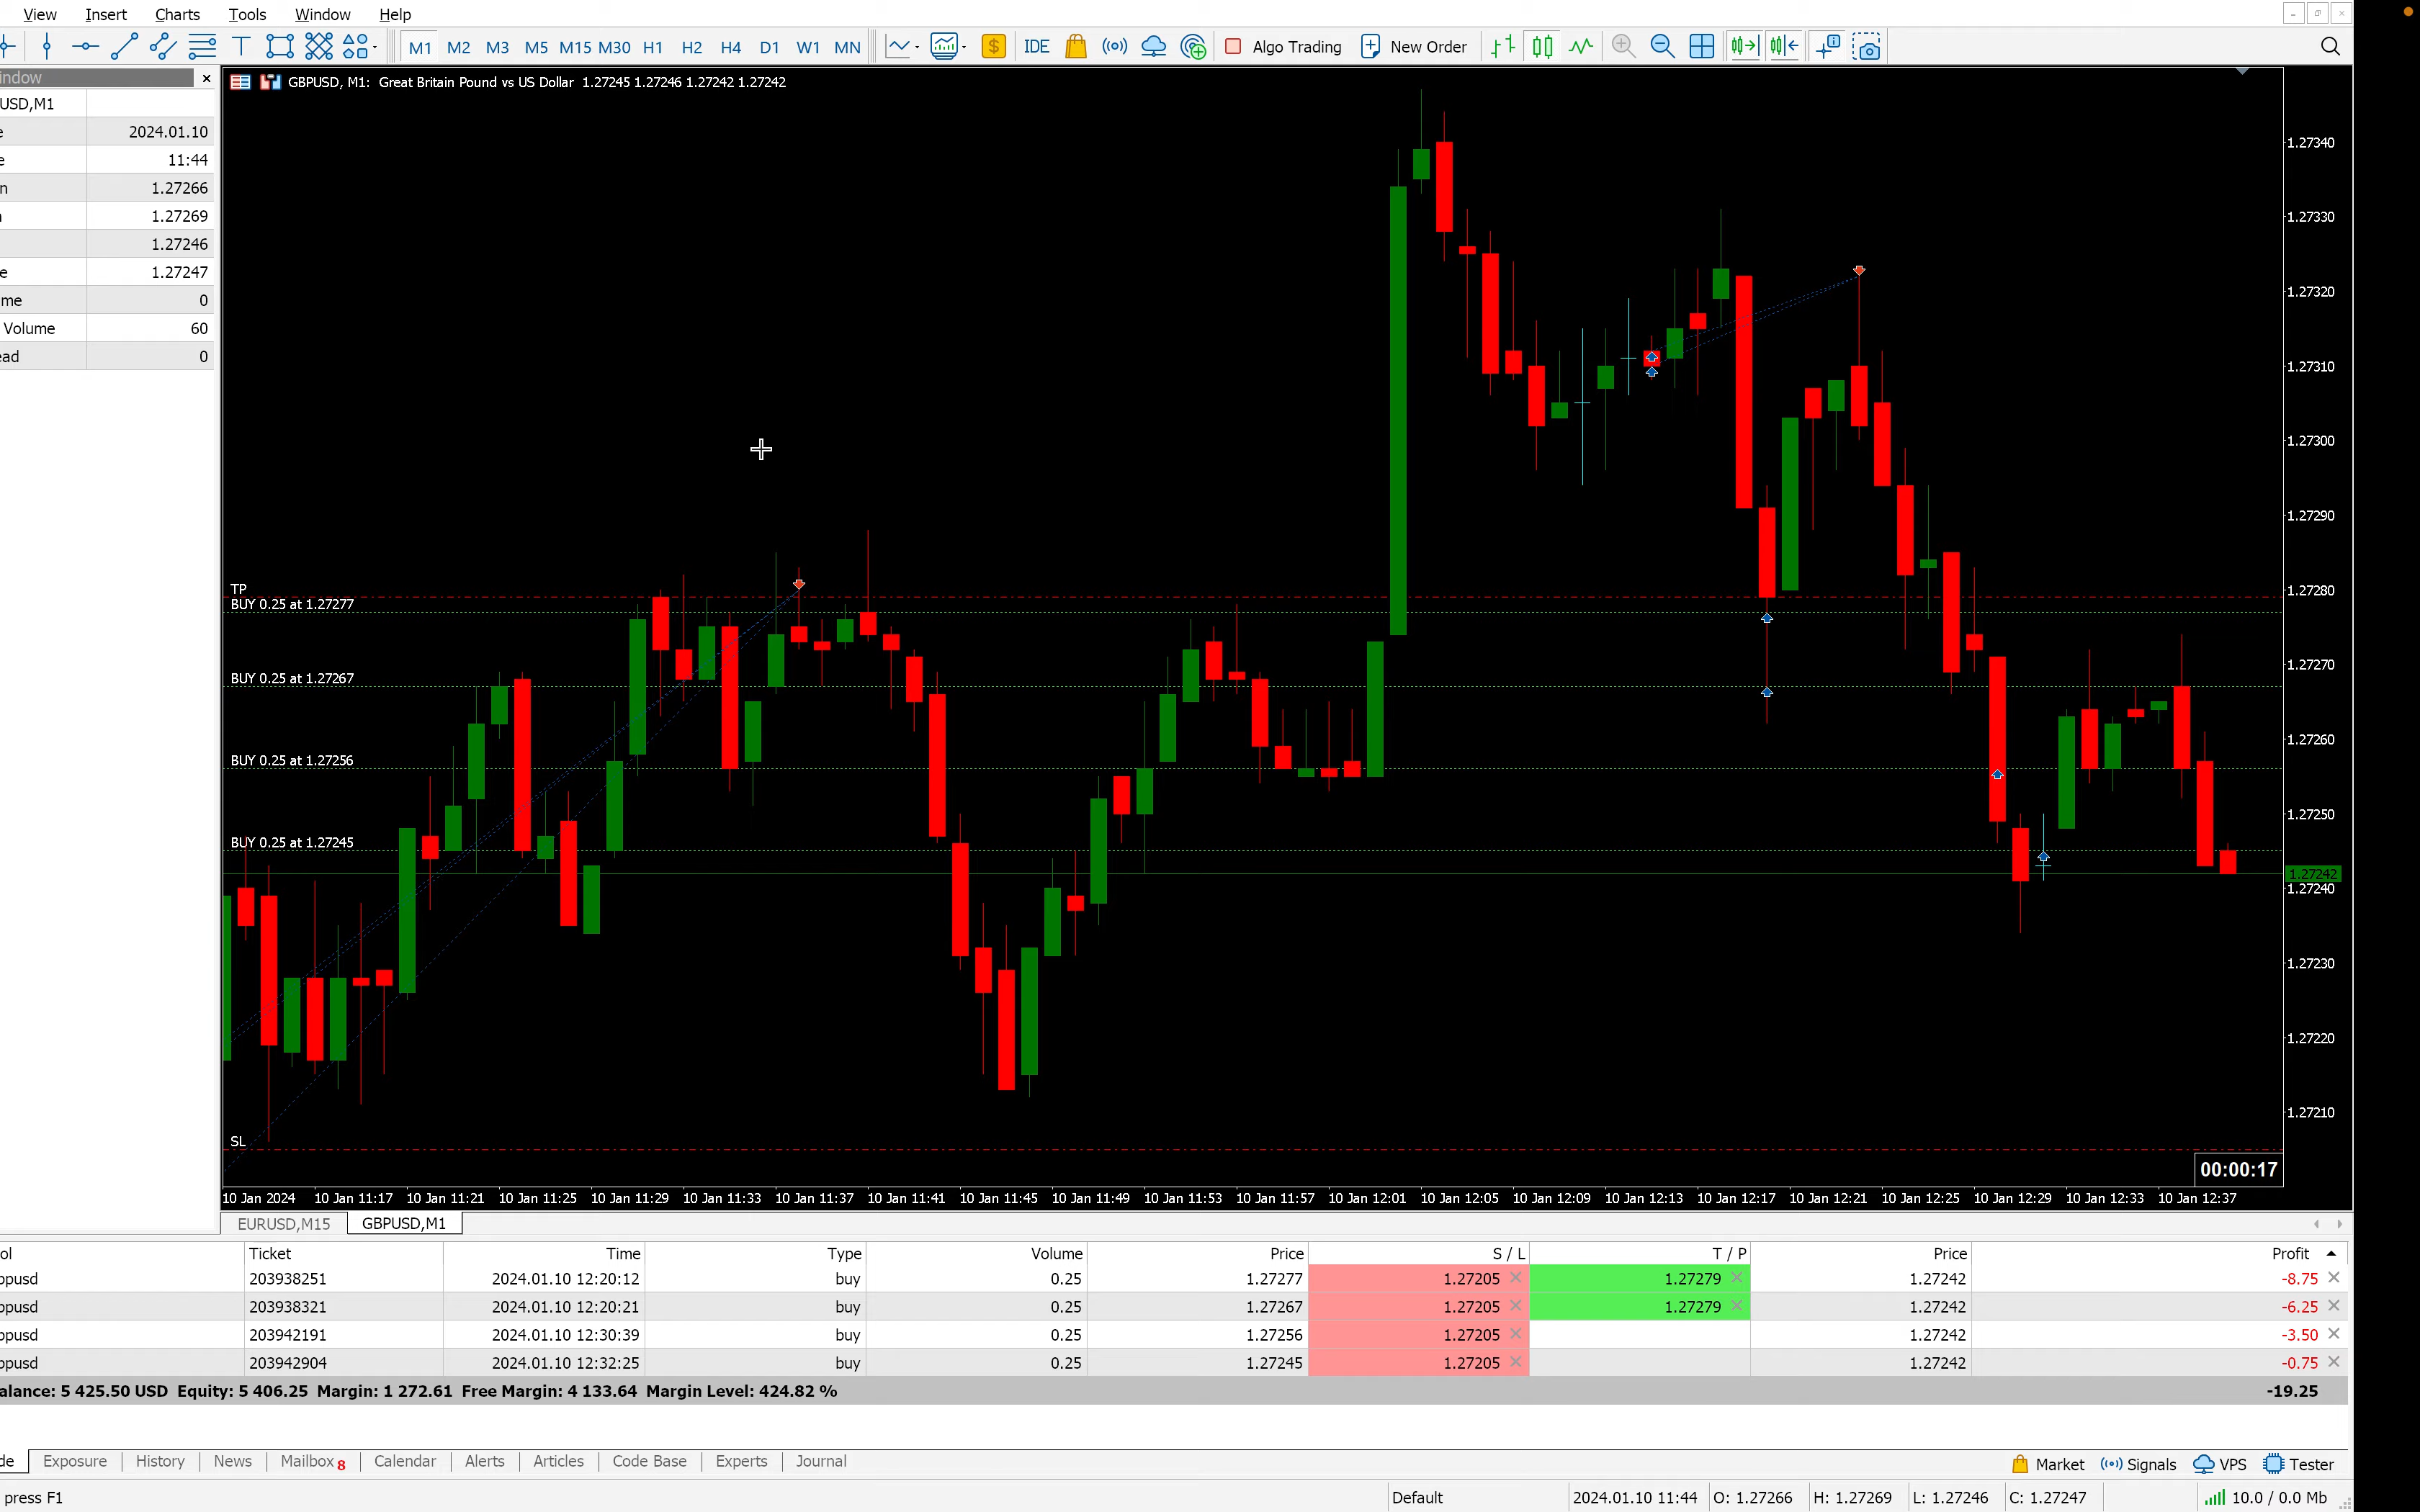 View Insert Charts Tools Window Help
M1 M2 M3 M5 M15 M30 H1 H2 H4 D1 W1 MN IDE Algo Trading New Order
indow
GBPUSD, M1: Great Britain Pound vs US Dollar 1.27245 1.27246 1.27242 1.27242
USD,M1
e 2024.01.10
e 11:44
n 1.27266
1.27269
1.27246
e 1.27247
me 0
Volume 60
ead 0
1.27340
1.27330
1.27320
1.27310
1.27300
1.27290
1.27280
1.27270
1.27260
1.27250
1.27242
1.27240
1.27230
1.27220
1.27210
TP
BUY 0.25 at 1.27277
BUY 0.25 at 1.27267
BUY 0.25 at 1.27256
BUY 0.25 at 1.27245
SL
00:00:17
10 Jan 2024 10 Jan 11:17 10 Jan 11:21 10 Jan 11:25 10 Jan 11:29 10 Jan 11:33 10 Jan 11:37 10 Jan 11:41 10 Jan 11:45 10 Jan 11:49 10 Jan 11:53 10 Jan 11:57 10 Jan 12:01 10 Jan 12:05 10 Jan 12:09 10 Jan 12:13 10 Jan 12:17 10 Jan 12:21 10 Jan 12:25 10 Jan 12:29 10 Jan 12:33 10 Jan 12:37
EURUSD,M15 GBPUSD,M1
ol Ticket Time Type Volume Price S / L T / P Price Profit
bpusd 203938251 2024.01.10 12:20:12 buy 0.25 1.27277 1.27205 1.27279 1.27242 -8.75
bpusd 203938321 2024.01.10 12:20:21 buy 0.25 1.27267 1.27205 1.27279 1.27242 -6.25
bpusd 203942191 2024.01.10 12:30:39 buy 0.25 1.27256 1.27205 1.27242 -3.50
bpusd 203942904 2024.01.10 12:32:25 buy 0.25 1.27245 1.27205 1.27242 -0.75
alance: 5 425.50 USD Equity: 5 406.25 Margin: 1 272.61 Free Margin: 4 133.64 Margin Level: 424.82 % -19.25
de Exposure History News Mailbox 8 Calendar Alerts Articles Code Base Experts Journal Market Signals VPS Tester
press F1 Default 2024.01.10 11:44 O: 1.27266 H: 1.27269 L: 1.27246 C: 1.27247 10.0 / 0.0 Mb